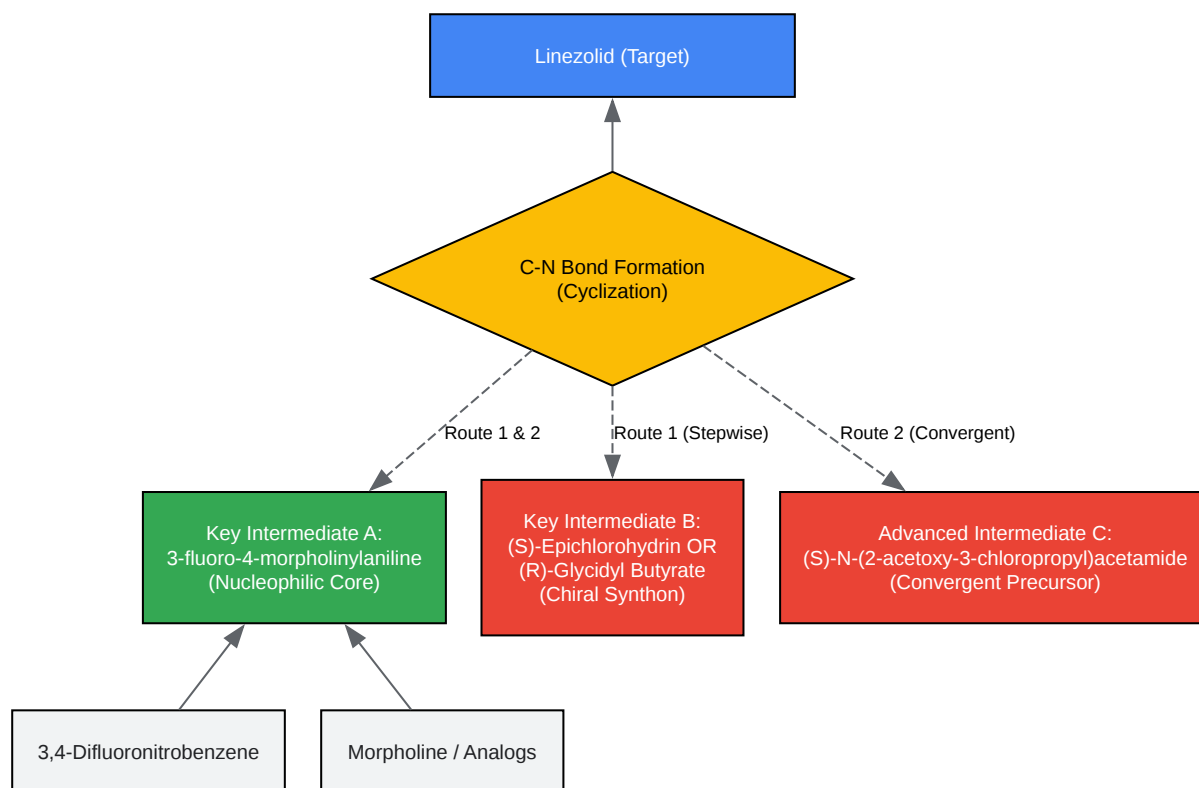 Linezolid (Target)
C-N Bond Formation
(Cyclization)
Route 1 & 2
Route 1 (Stepwise)
Route 2 (Convergent)
Key Intermediate A:
3-fluoro-4-morpholinylaniline
(Nucleophilic Core)
Key Intermediate B:
(S)-Epichlorohydrin OR
(R)-Glycidyl Butyrate
(Chiral Synthon)
Advanced Intermediate C:
(S)-N-(2-acetoxy-3-chloropropyl)acetamide
(Convergent Precursor)
3,4-Difluoronitrobenzene
Morpholine / Analogs